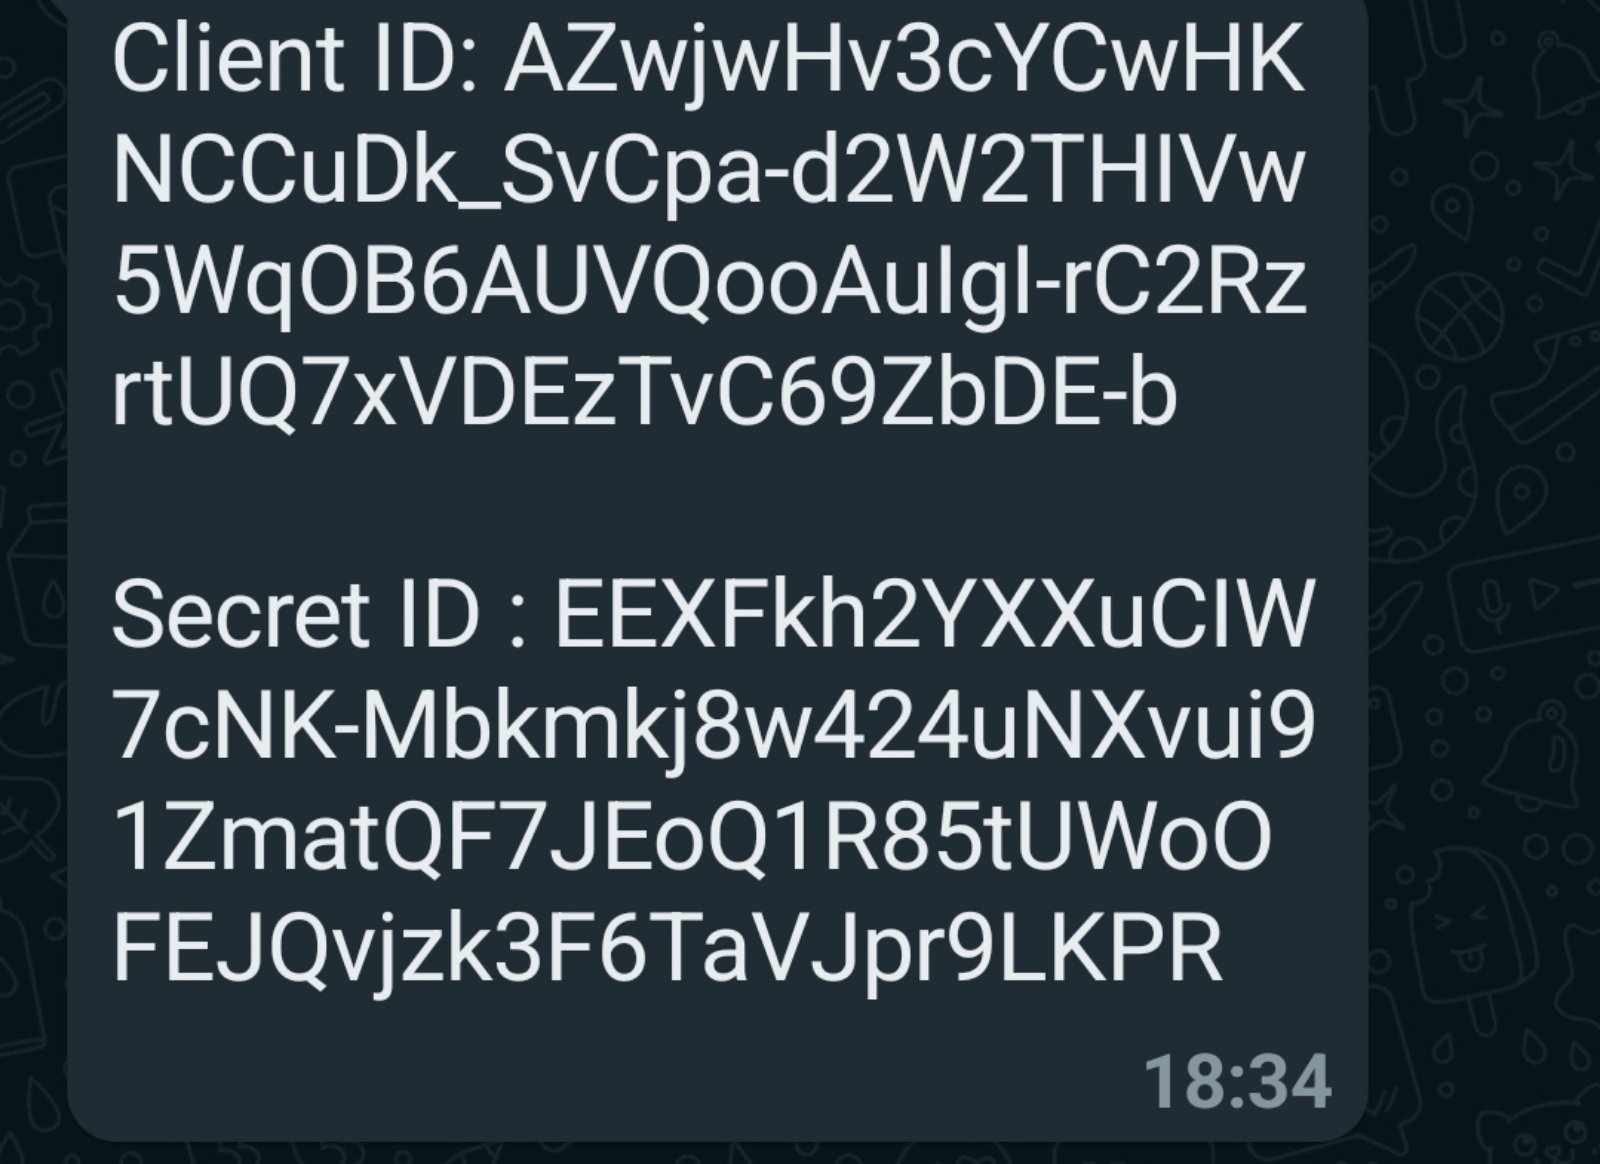 Client ID: AZwjwHv3cYCwHK
NCCuDk_SvCpa-d2W2THIVw
5WqOB6AUVQooAuIgI-rC2Rz
rtUQ7xVDEzTvC69ZbDE-b
Secret ID : EEXFkh2YXXuCIW
7cNK-Mbkmkj8w424uNXvui9
1ZmatQF7JEoQ1R85tUWoO
FEJQvjzk3F6TaVJpr9LKPR
18:34